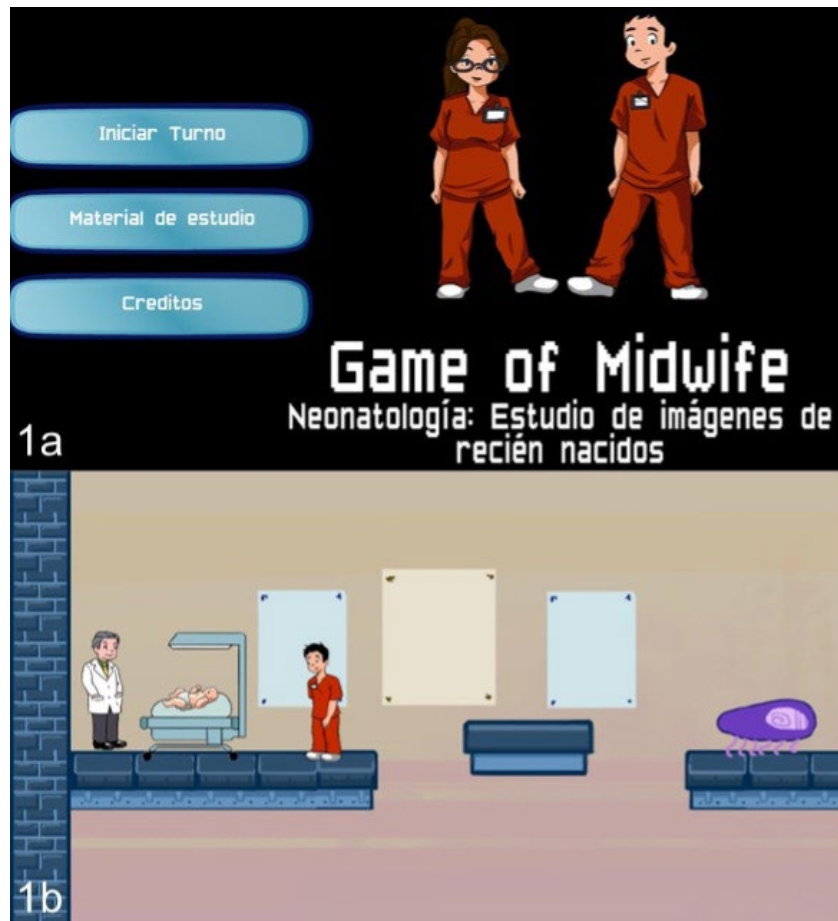 Iniciar Turno
Material de estudio
Creditos
Game of Midwife
Neonatología: Estudio de imágenes de
recién nacidos
1a
1b